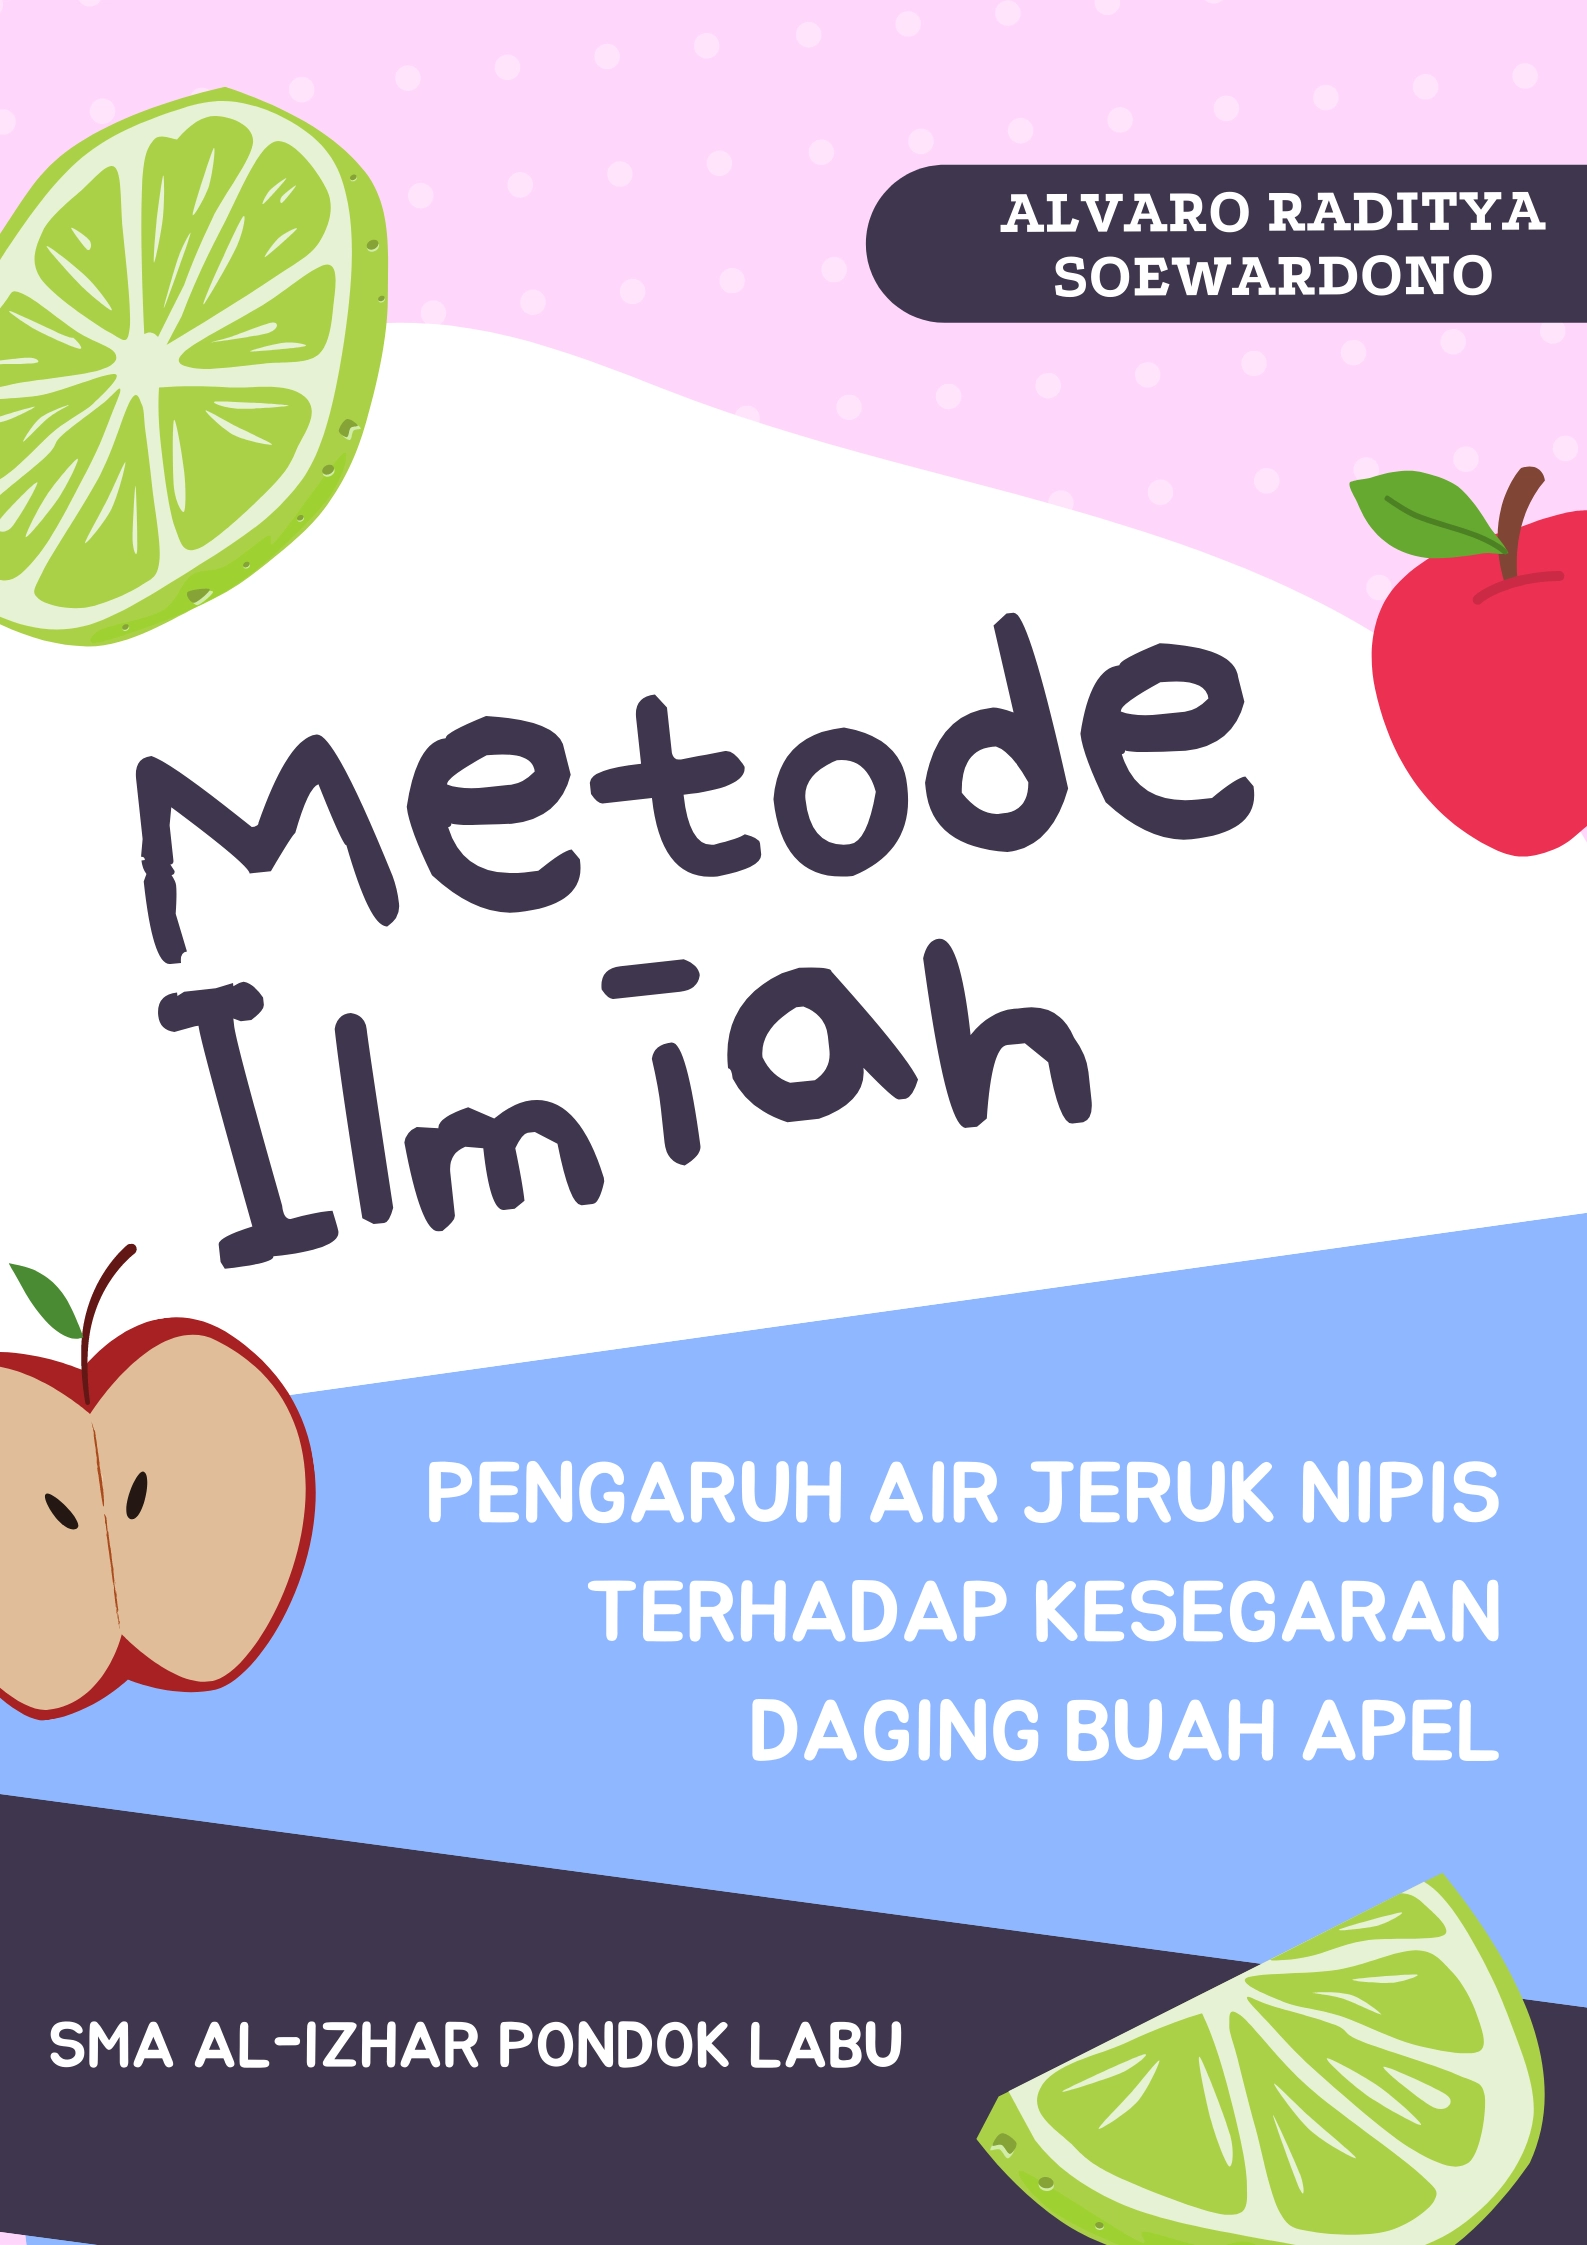 ALVARO RADITYA
SOEWARDONO
Metode
Ilmiah
PENGARUH AIR JERUK NIPIS
TERHADAP KESEGARAN
DAGING BUAH APEL
SMA AL-IZHAR PONDOK LABU